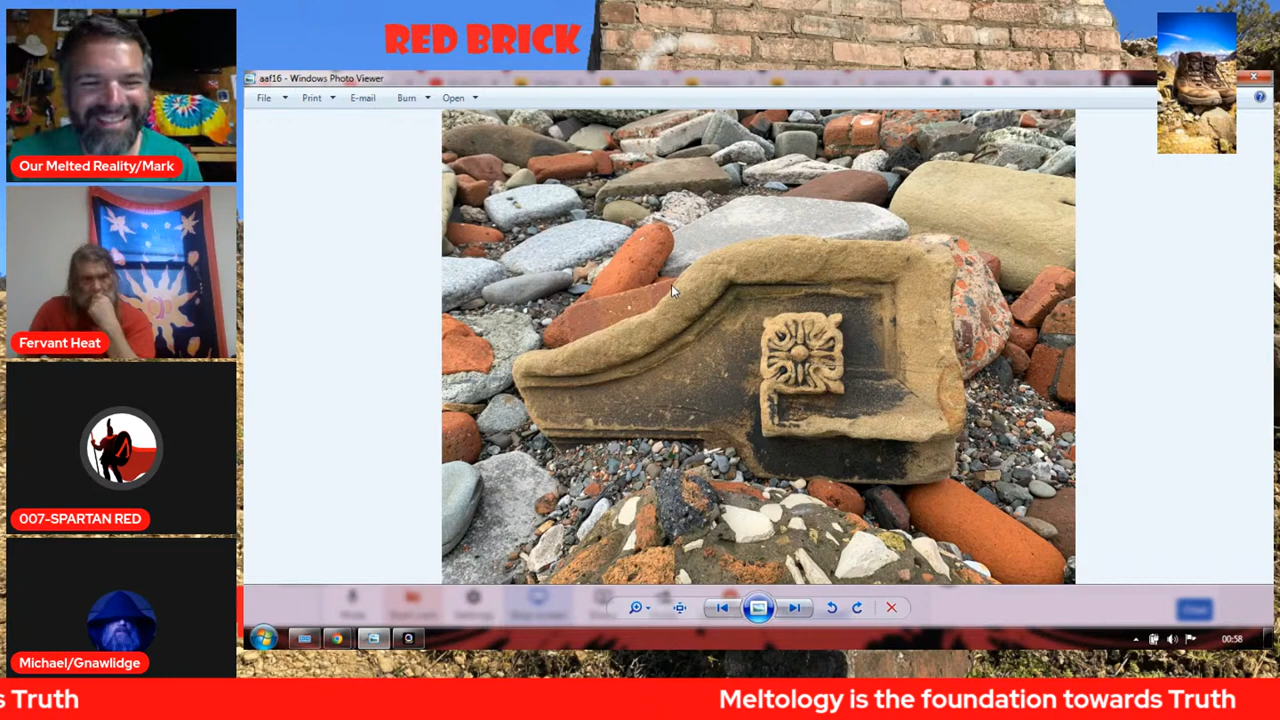 RED BRICK
aaf16 - Windows Photo Viewer
File Print E-mail Burn Open
Our Melted Reality/Mark
Fervant Heat
007-SPARTAN RED
Michael/Gnawlidge
00:58
s Truth
Meltology is the foundation towards Truth